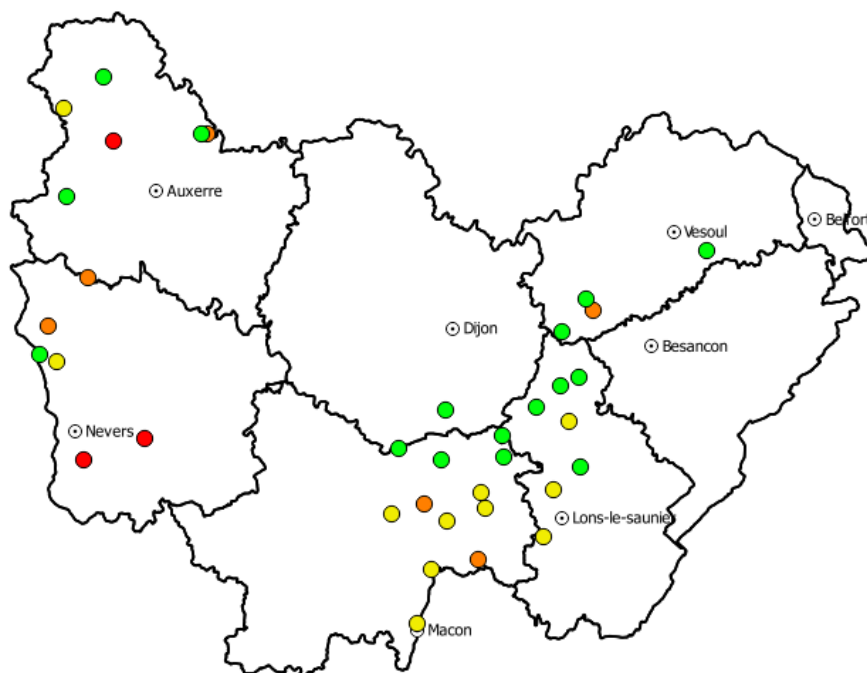 Auxerre
Belfort
Vesoul
Dijon
Besancon
Nevers
Lons-le-saunier
Macon